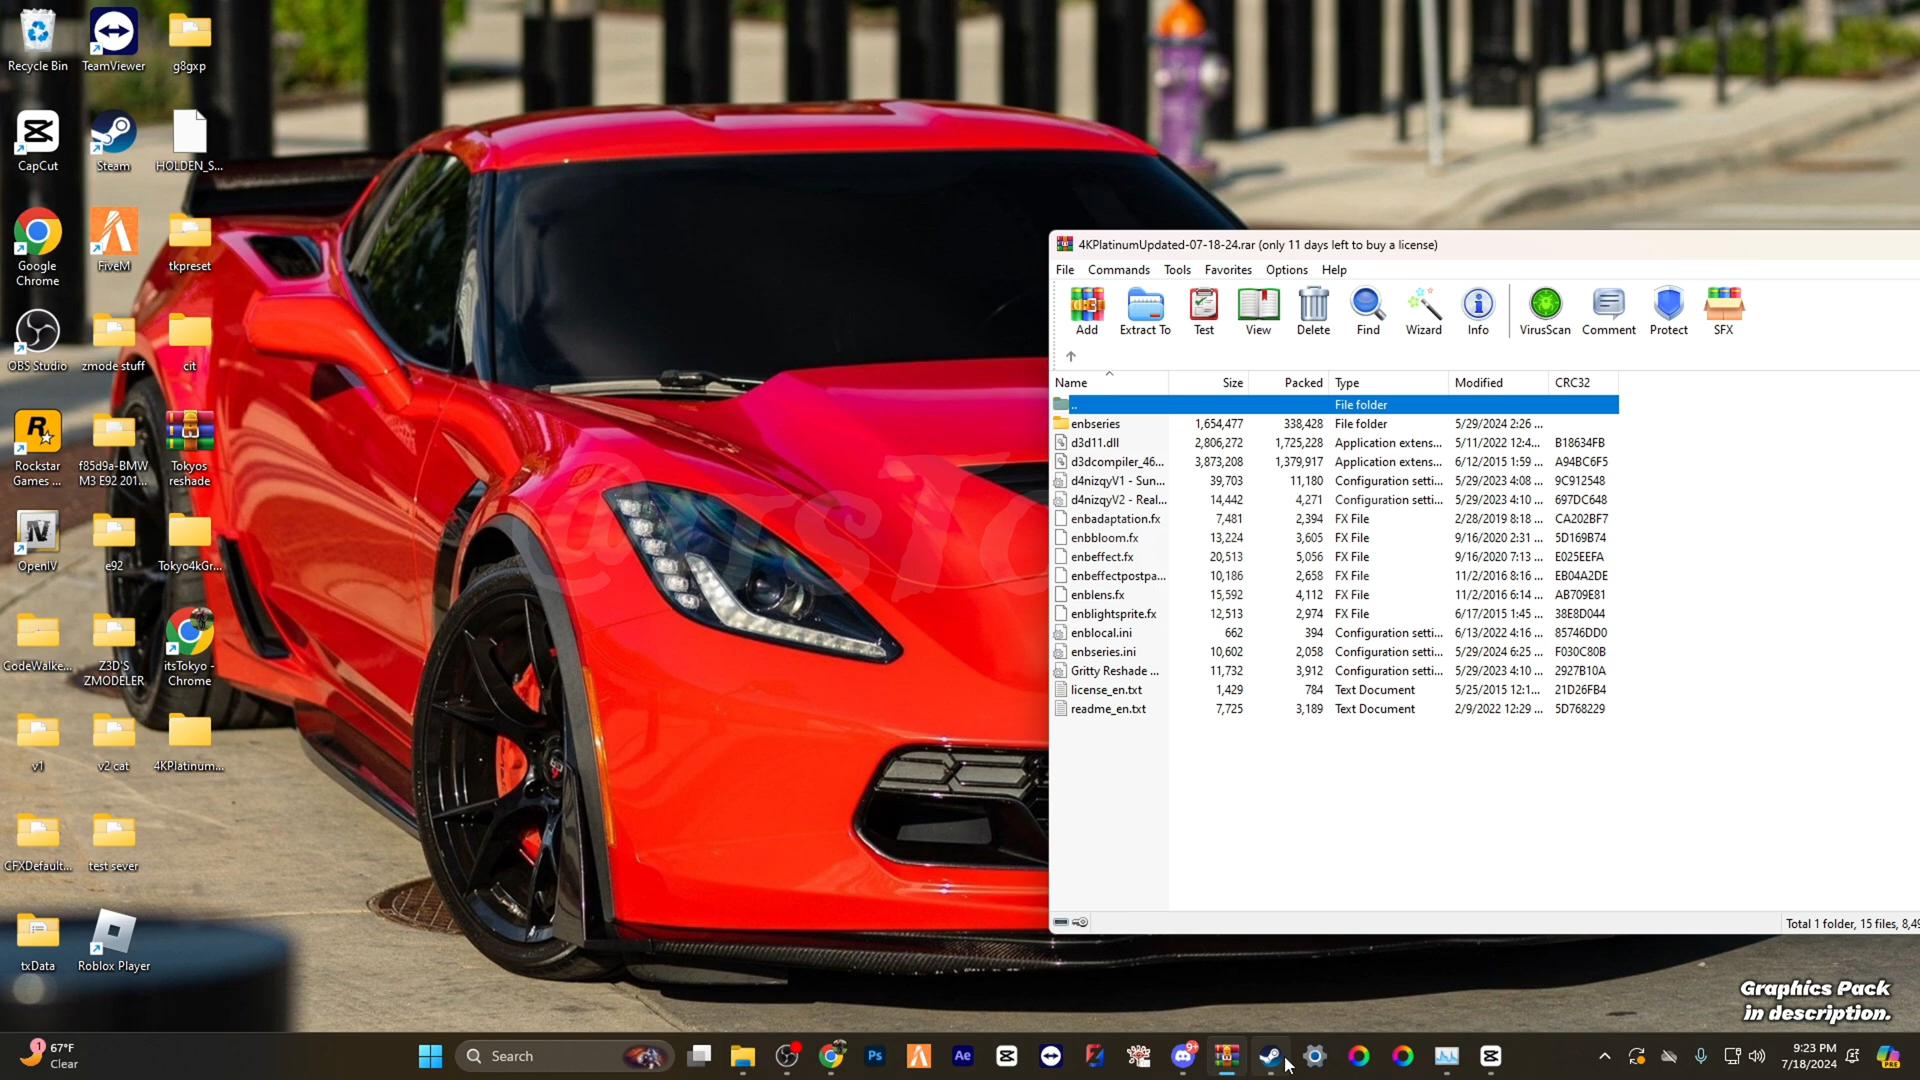 Recycle Bin
TeamViewer
g8gxp
CapCut
Steam
HOLDEN_S...
Google
Chrome
FiveM
tkpreset
OBS Studio
zmode stuff
cit
Rockstar
Games ...
f85d9a-BMW
M3 E92 201...
Tokyos
reshade
OpenIV
e92
Tokyo4kGr...
CodeWalke...
Z3D'S
ZMODELER
itsTokyo -
Chrome
v1
v2 cat
4KPlatinum...
CFXDefault...
test sever
txData
Roblox Player
4KPlatinumUpdated-07-18-24.rar (only 11 days left to buy a license)
File Commands Tools Favorites Options Help
Add Extract To Test View Delete Find Wizard Info VirusScan Comment Protect SFX
Name Size Packed Type Modified CRC32
.. File folder
enbseries 1,654,477 338,428 File folder 5/29/2024 2:26 ...
d3d11.dll 2,806,272 1,725,228 Application extens... 5/11/2022 12:4... B18634FB
d3dcompiler_46... 3,873,208 1,379,917 Application extens... 6/12/2015 1:59 ... A94BC6F5
d4nizqyV1 - Sun... 39,703 11,180 Configuration setti... 5/29/2023 4:08 ... 9C912548
d4nizqyV2 - Real... 14,442 4,271 Configuration setti... 5/29/2023 4:10 ... 697DC648
enbadaptation.fx 7,481 2,394 FX File 2/28/2019 8:18 ... CA202BF7
enbbloom.fx 13,224 3,605 FX File 9/16/2020 2:31 ... 5D169B74
enbeffect.fx 20,513 5,056 FX File 9/16/2020 7:13 ... E025EEFA
enbeffectpostpa... 10,186 2,658 FX File 11/2/2016 8:16 ... EB04A2DE
enblens.fx 15,592 4,112 FX File 11/2/2016 6:14 ... AB709E81
enblightsprite.fx 12,513 2,974 FX File 6/17/2015 1:45 ... 38E8D044
enblocal.ini 662 394 Configuration setti... 6/13/2022 4:16 ... 85746DD0
enbseries.ini 10,602 2,058 Configuration setti... 5/29/2024 6:25 ... F030C80B
Gritty Reshade ... 11,732 3,912 Configuration setti... 5/29/2023 4:10 ... 2927B10A
license_en.txt 1,429 784 Text Document 5/25/2015 12:1... 21D26FB4
readme_en.txt 7,725 3,189 Text Document 2/9/2022 12:29 ... 5D768229
Total 1 folder, 15 files, 8,49
Graphics Pack
in description.
1
67°F
Clear
Search
Ps
Ae
9+
9:23 PM
7/18/2024
PRE